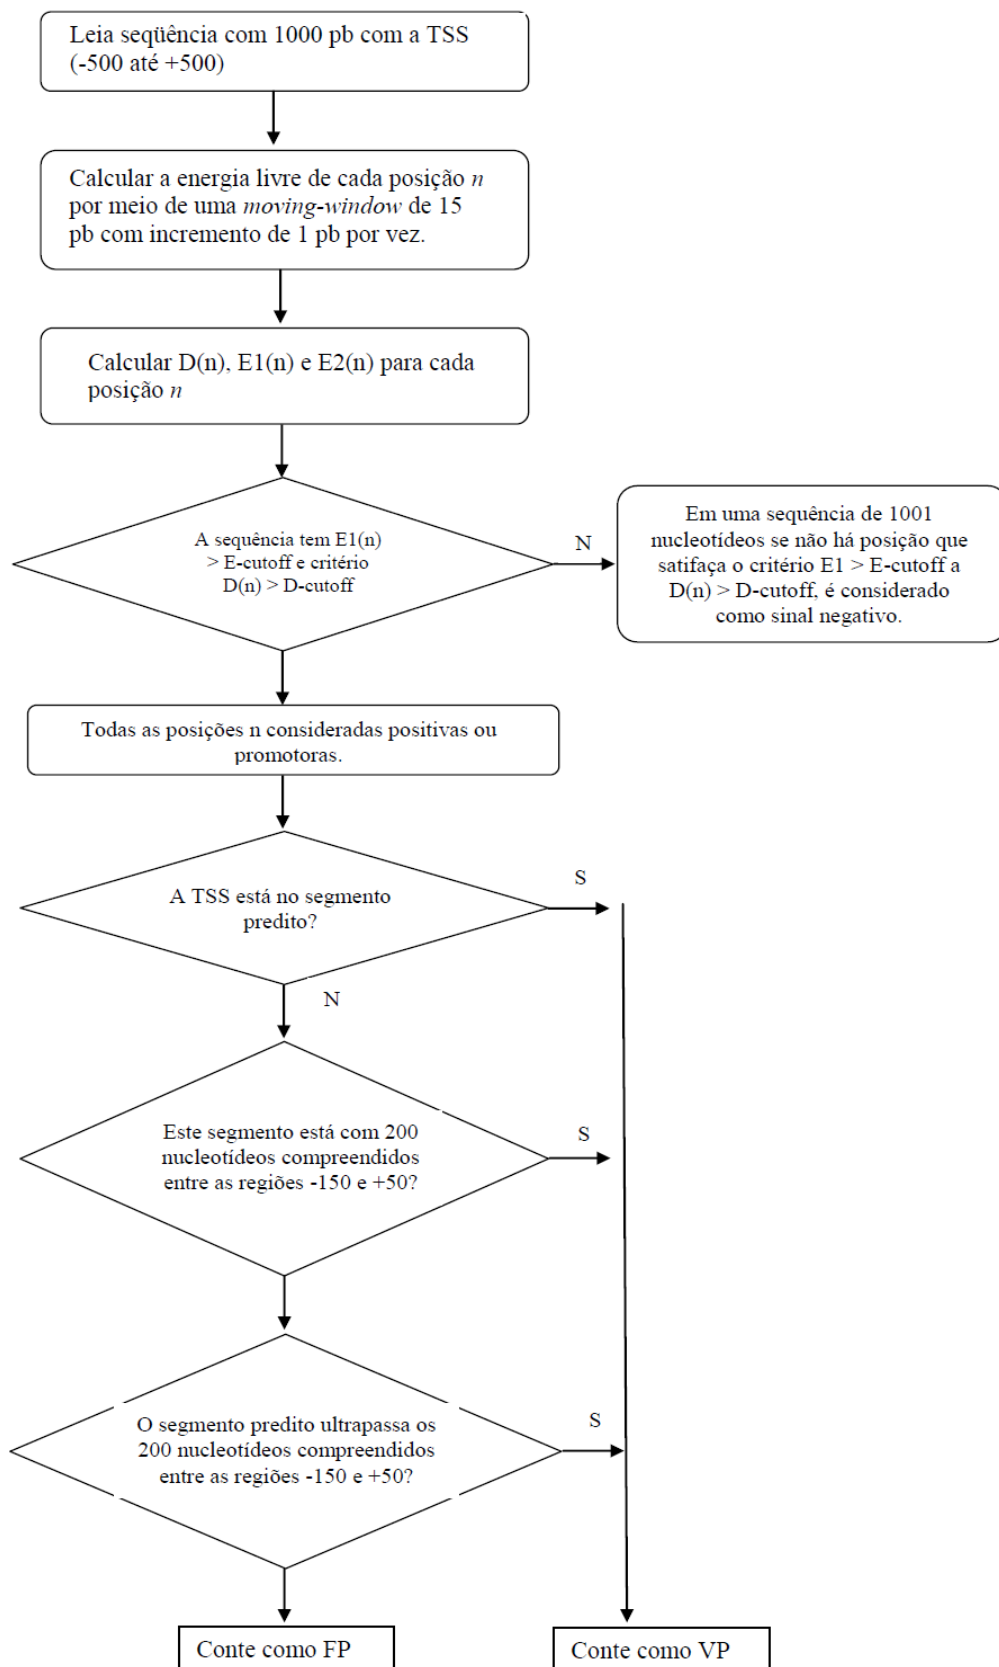 Leia seqüência com 1000 pb com a TSS
(-500 até +500)
Calcular a energia livre de cada posição n
por meio de uma moving-window de 15
pb com incremento de 1 pb por vez.
Calcular D(n), E1(n) e E2(n) para cada
posição n
A sequência tem E1(n)
> E-cutoff e critério
D(n) > D-cutoff
N
Em uma sequência de 1001
nucleotídeos se não há posição que
satifaça o critério E1 > E-cutoff a
D(n) > D-cutoff, é considerado
como sinal negativo.
Todas as posições n consideradas positivas ou
promotoras.
A TSS está no segmento
predito?
S
N
Este segmento está com 200
nucleotídeos compreendidos
entre as regiões -150 e +50?
S
O segmento predito ultrapassa os
200 nucleotídeos compreendidos
entre as regiões -150 e +50?
S
Conte como FP
Conte como VP